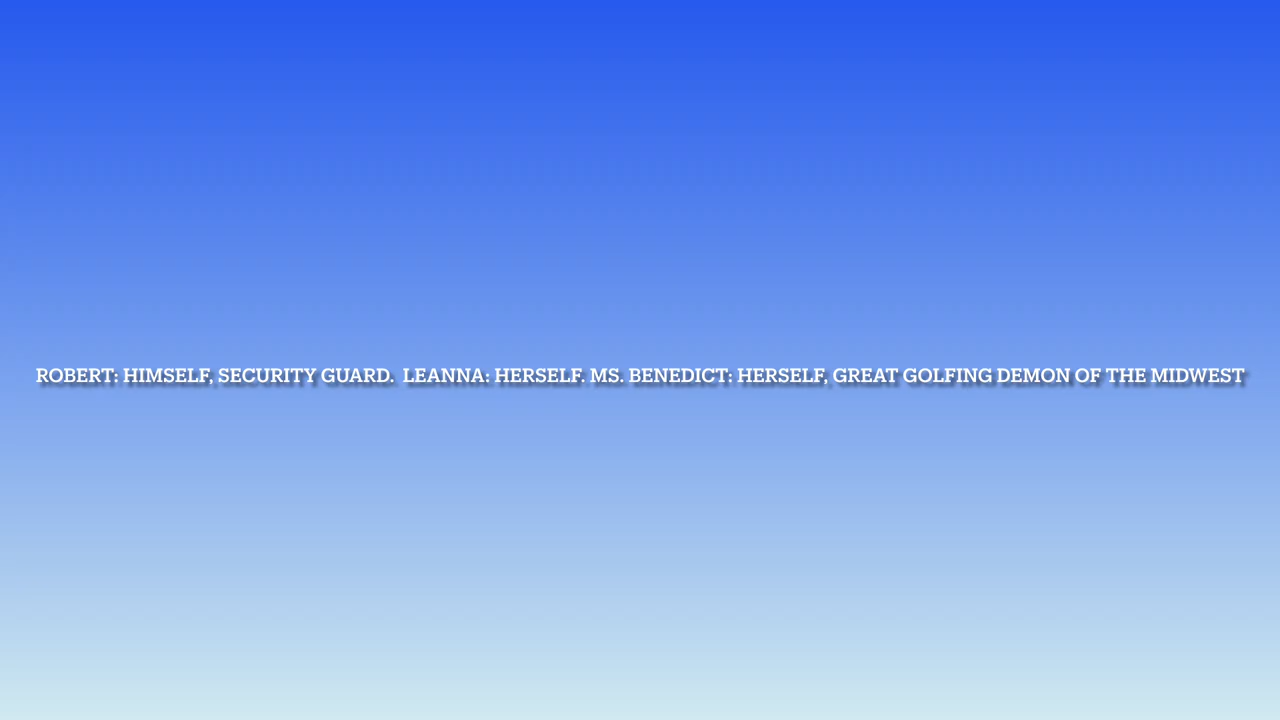 ROBERT: HIMSELF, SECURITY GUARD.  LEANNA: HERSELF. MS. BENEDICT: HERSELF, GREAT GOLFING DEMON OF THE MIDWEST